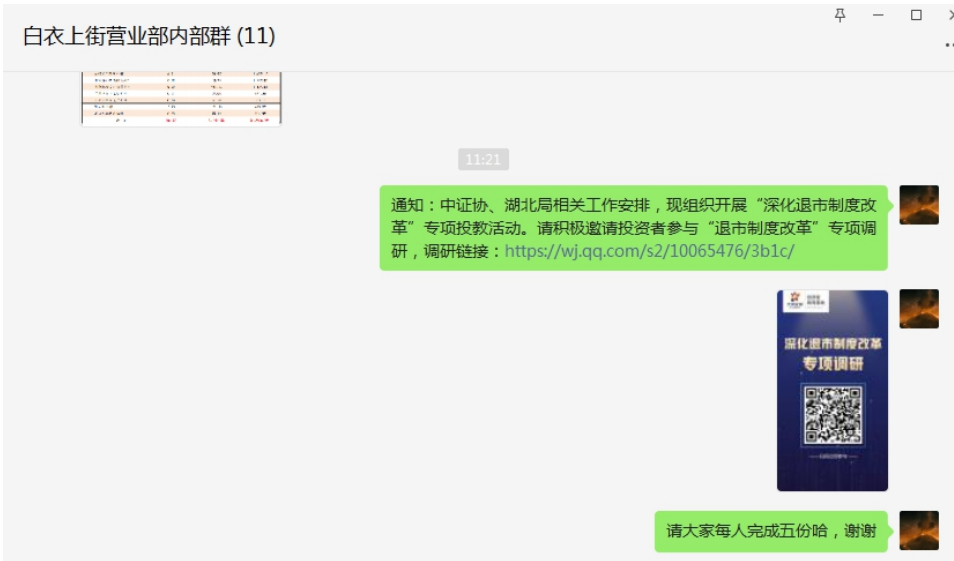 白衣上街营业部内部群 (11)
11:21
通知：中证协、湖北局相关工作安排，现组织开展“深化退市制度改
革”专项投教活动。请积极邀请投资者参与“退市制度改革”专项调
研，调研链接：https://wj.qq.com/s2/10065476/3b1c/
深化退市制度改革
专项调研
请大家每人完成五份哈，谢谢